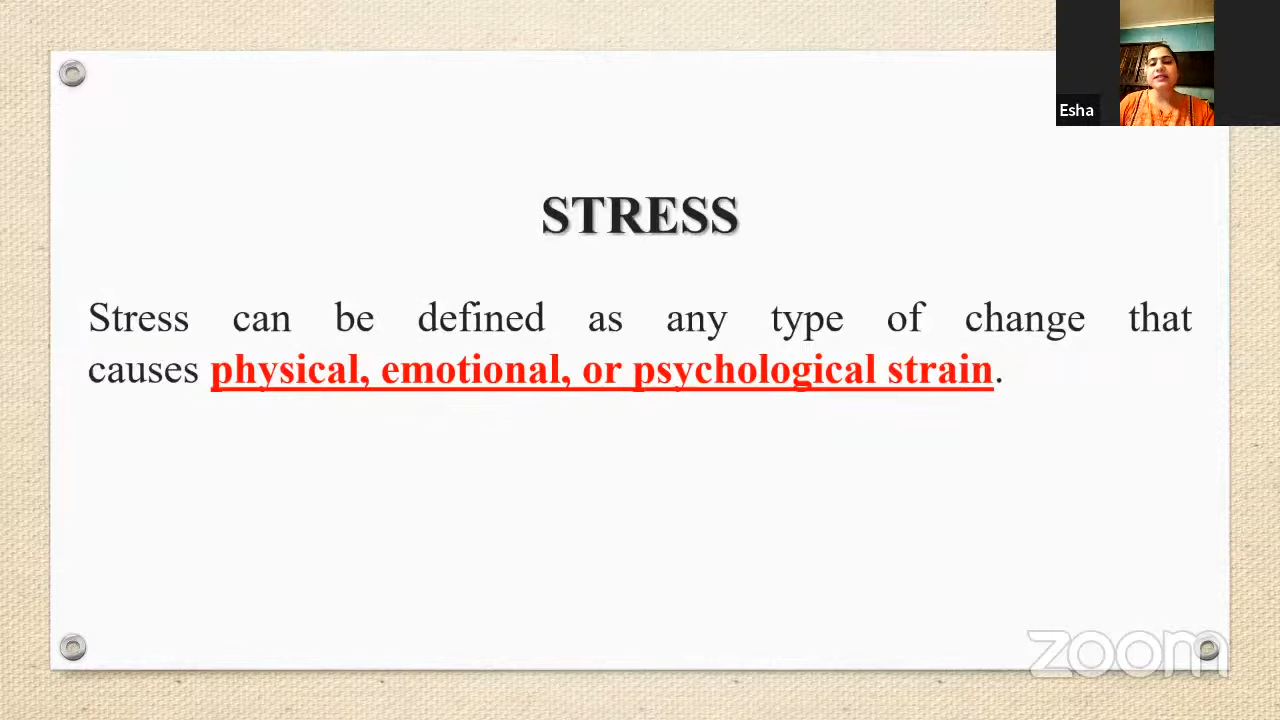 Esha
STRESS
Stress can be defined as any type of change that
causes physical, emotional, or psychological strain.
zoom